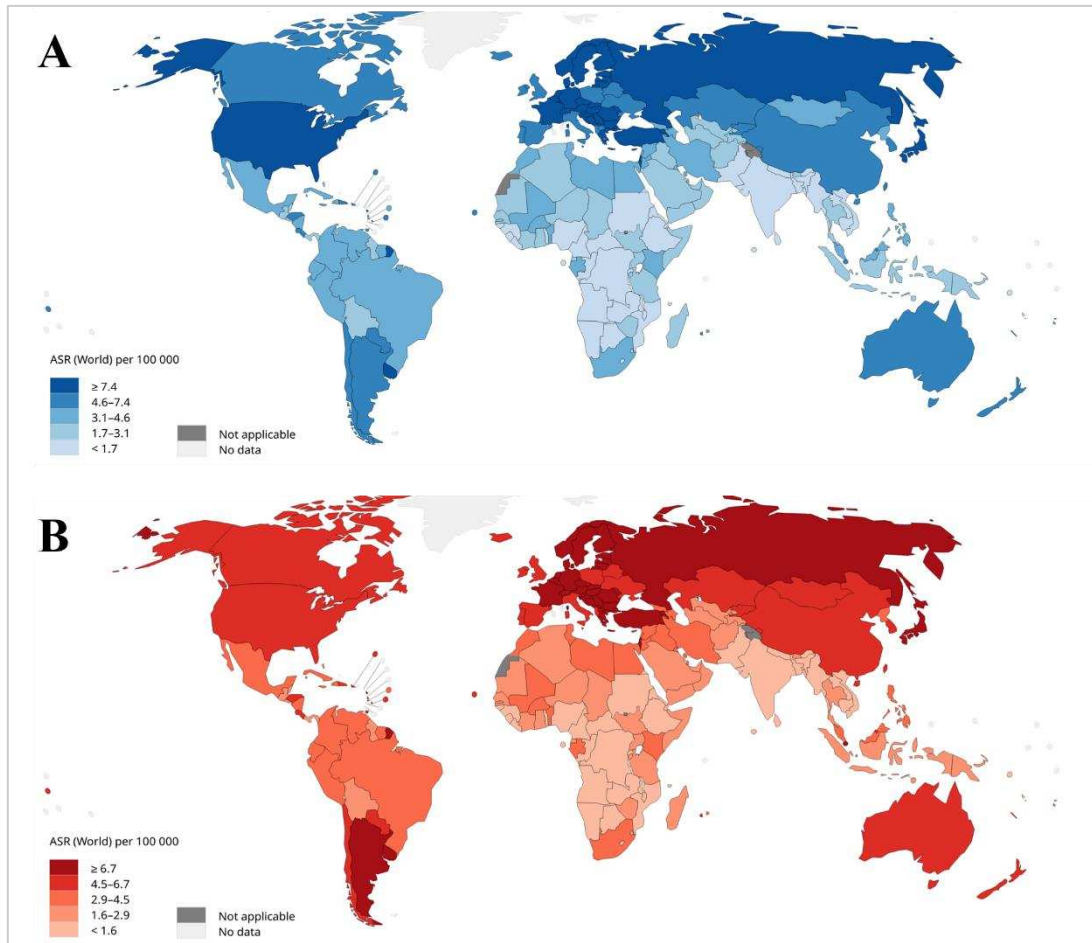 A
ASR (World) per 100 000
≥ 7.4
4.6–7.4
3.1–4.6
1.7–3.1
< 1.7
Not applicable
No data
B
ASR (World) per 100 000
≥ 6.7
4.5–6.7
2.9–4.5
1.6–2.9
< 1.6
Not applicable
No data